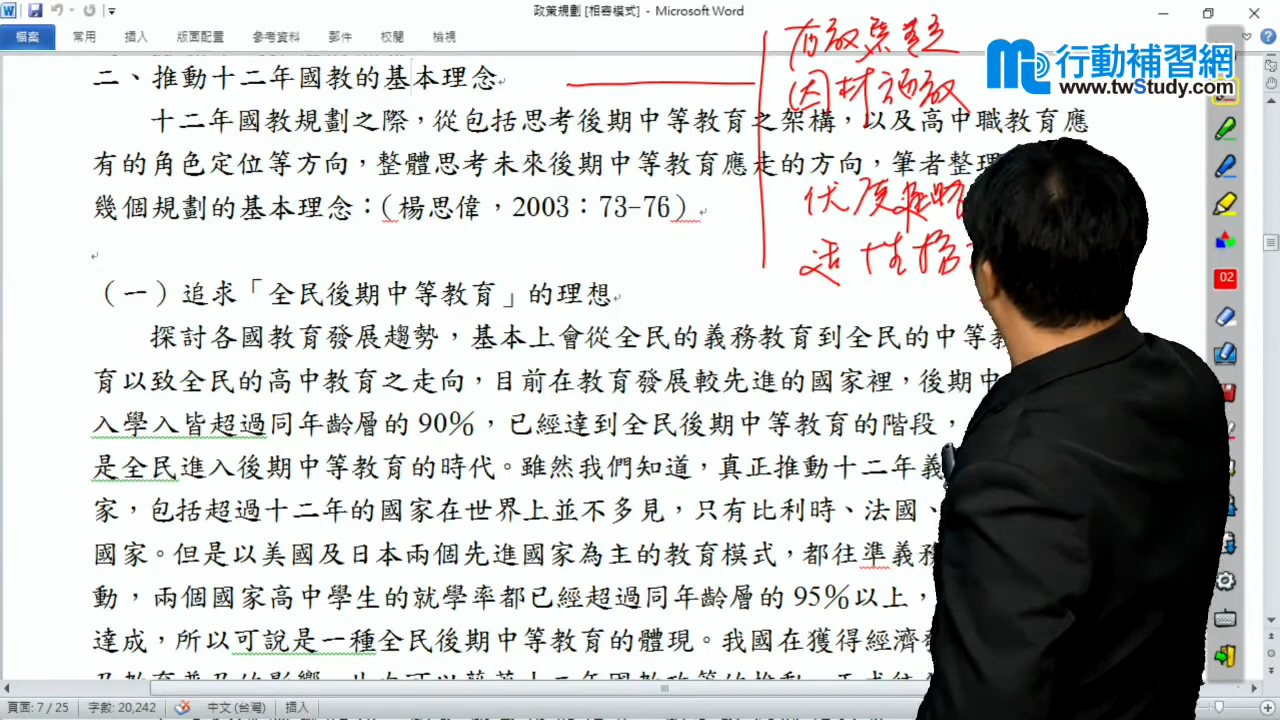 政策規劃 [相容模式] - Microsoft Word
檔案 常用 插入 版面配置 參考資料 郵件 校閱 檢視
行動補習網
www.twStudy.com
二、推動十二年國教的基本理念
有教無類
因材施教
十二年國教規劃之際，從包括思考後期中等教育之架構，以及高中職教育應
有的角色定位等方向，整體思考未來後期中等教育應走的方向，筆者整理
幾個規劃的基本理念：(楊思偉，2003：73-76)
（一）追求「全民後期中等教育」的理想
探討各國教育發展趨勢，基本上會從全民的義務教育到全民的中等
育以致全民的高中教育之走向，目前在教育發展較先進的國家裡，後期中
入學入皆超過同年齡層的 90%，已經達到全民後期中等教育的階段，
是全民進入後期中等教育的時代。雖然我們知道，真正推動十二年義
家，包括超過十二年的國家在世界上並不多見，只有比利時、法國、
國家。但是以美國及日本兩個先進國家為主的教育模式，都往準義務
動，兩個國家高中學生的就學率都已經超過同年齡層的 95%以上，
達成，所以可說是一種全民後期中等教育的體現。我國在獲得經濟
02
頁面: 7 / 25 字數: 20,242 中文 (台灣) 插入